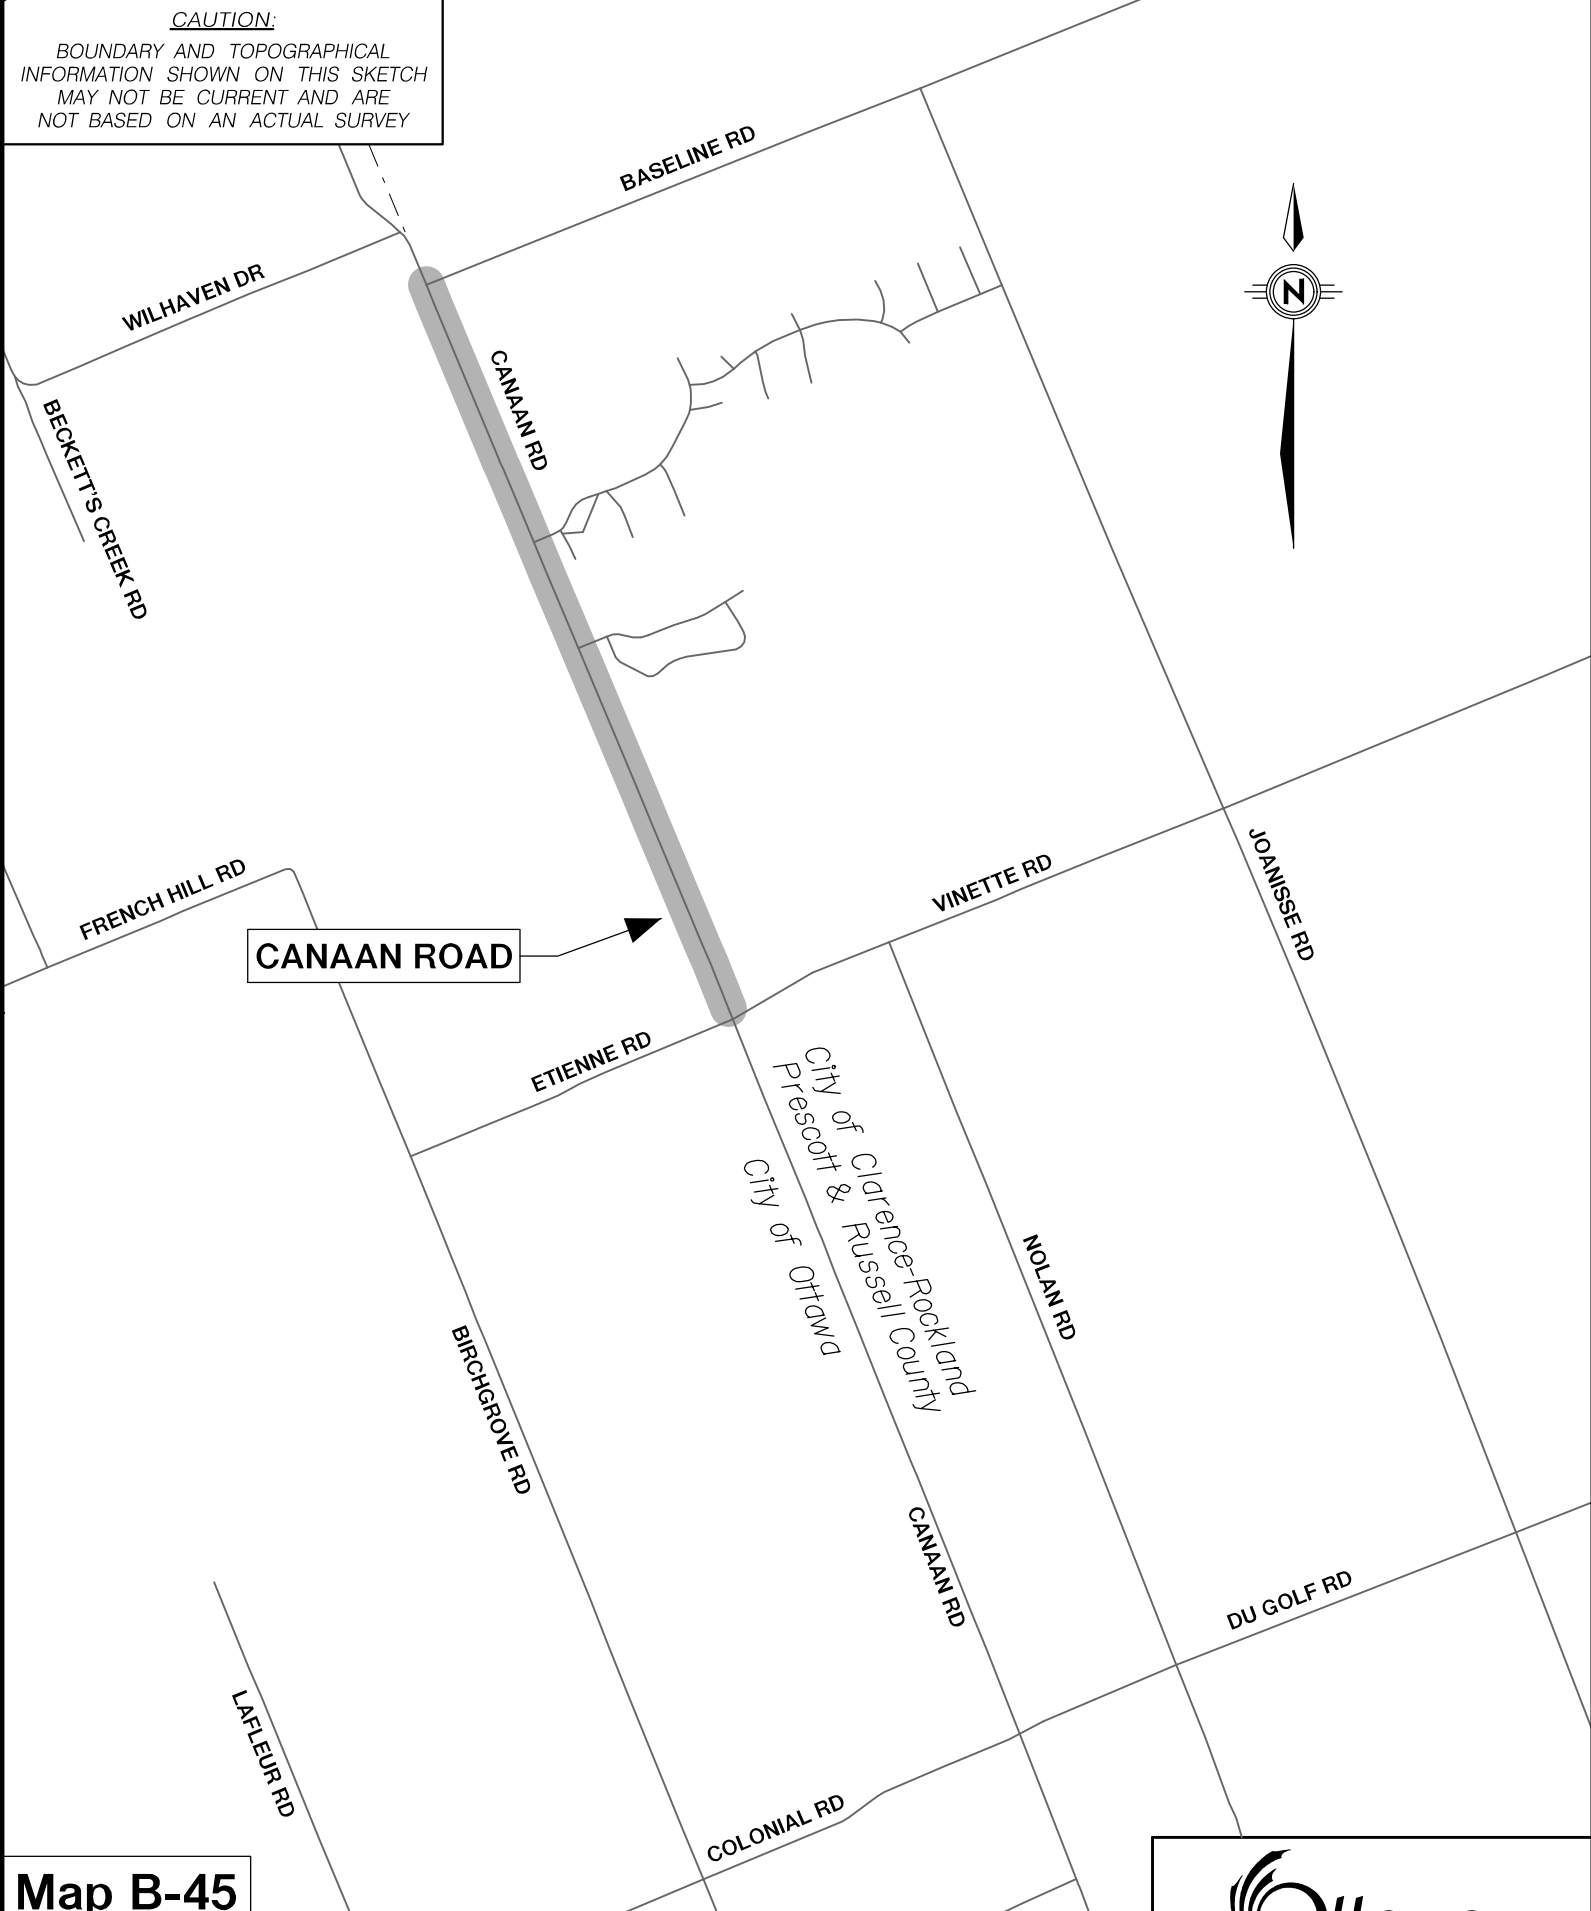 CAUTION:
BOUNDARY AND TOPOGRAPHICAL
INFORMATION SHOWN ON THIS SKETCH
MAY NOT BE CURRENT AND ARE
NOT BASED ON AN ACTUAL SURVEY
BASELINE RD
WILHAVEN DR
N
CANAAN RD
BECKETT'S CREEK RD
JOANISSE RD
VINETTE RD
FRENCH HILL RD
CANAAN ROAD
ETIENNE RD
City of Clarence-Rockland
Prescott & Russell County
City of Ottawa
NOLAN RD
BIRCHGROVE RD
CANAAN RD
DU GOLF RD
LAFLEUR RD
COLONIAL RD
Map B-45